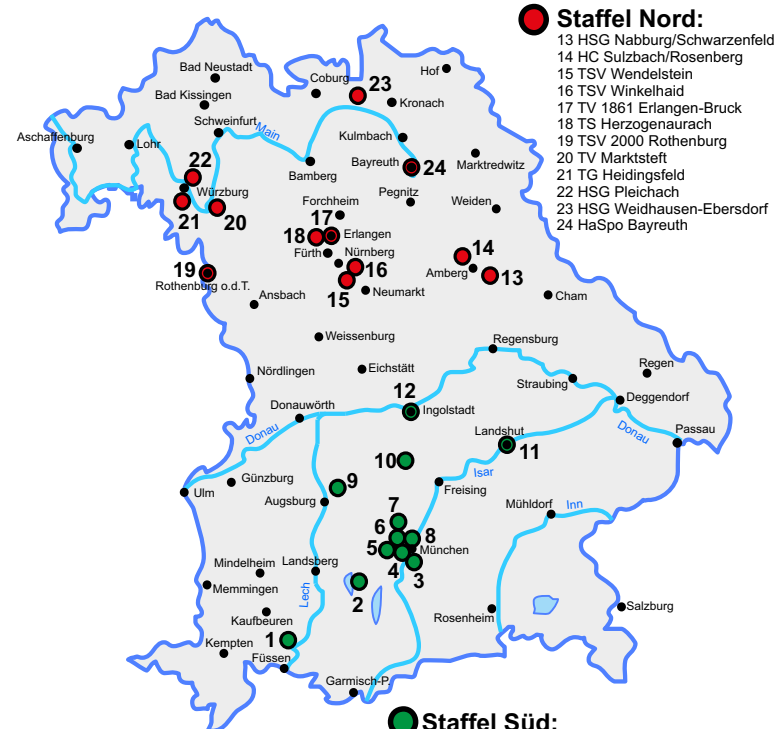 Staffel Nord:
13 HSG Nabburg/Schwarzenfeld
14 HC Sulzbach/Rosenberg
15 TSV Wendelstein
16 TSV Winkelhaid
17 TV 1861 Erlangen-Bruck
18 TS Herzogenaurach
19 TSV 2000 Rothenburg
20 TV Marktsteft
21 TG Heidingsfeld
22 HSG Pleichach
23 HSG Weidhausen-Ebersdorf
24 HaSpo Bayreuth
Bad Neustadt
Hof
Coburg
23
Bad Kissingen
Kronach
Schweinfurt
Main
Aschaffenburg
Lohr
Kulmbach
22
Bayreuth
24
Marktredwitz
Bamberg
Würzburg
Pegnitz
21
20
Forchheim
Weiden
17
18
Erlangen
Fürth
Nürnberg
14
19
16
Amberg
13
Rothenburg o.d.T.
15
Neumarkt
Ansbach
Cham
Weissenburg
Regensburg
Nördlingen
Eichstätt
Regen
Straubing
12
Donauwörth
Ingolstadt
Deggendorf
Donau
Landshut
11
Donau
Passau
10
Isar
Günzburg
9
Ulm
Augsburg
Freising
Mühldorf
Inn
7
6
8
5
München
4
3
Mindelheim
Landsberg
Memmingen
2
Lech
Kaufbeuren
Rosenheim
Salzburg
1
Kempten
Füssen
Garmisch-P.
Staffel Süd: